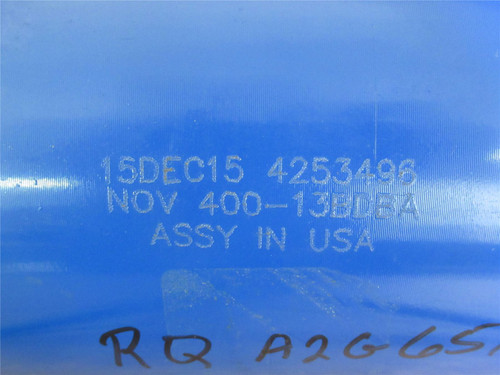 15DEC15 4253496
NOV 400-13BDBA
ASSY IN USA
RQ A2G65